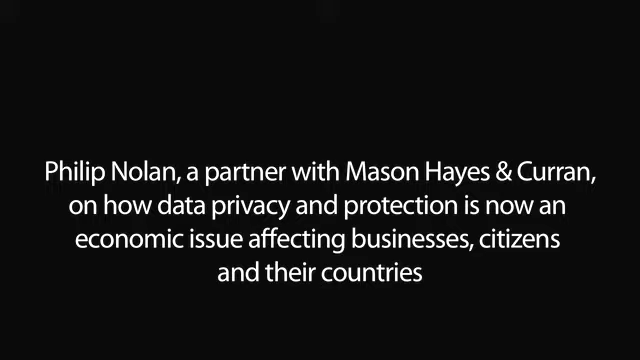 Philip Nolan, a partner with Mason Hayes & Curran,
on how data privacy and protection is now an
economic issue affecting businesses, citizens
and their countries